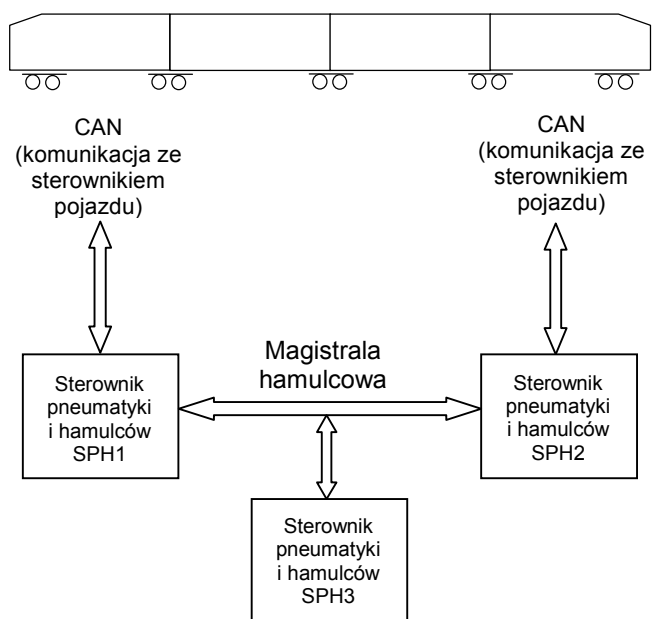 CAN
(komunikacja ze
sterownikiem
pojazdu)
CAN
(komunikacja ze
sterownikiem
pojazdu)
Magistrala
hamulcowa
Sterownik
pneumatyki
i hamulców
SPH1
Sterownik
pneumatyki
i hamulców
SPH2
Sterownik
pneumatyki
i hamulców
SPH3